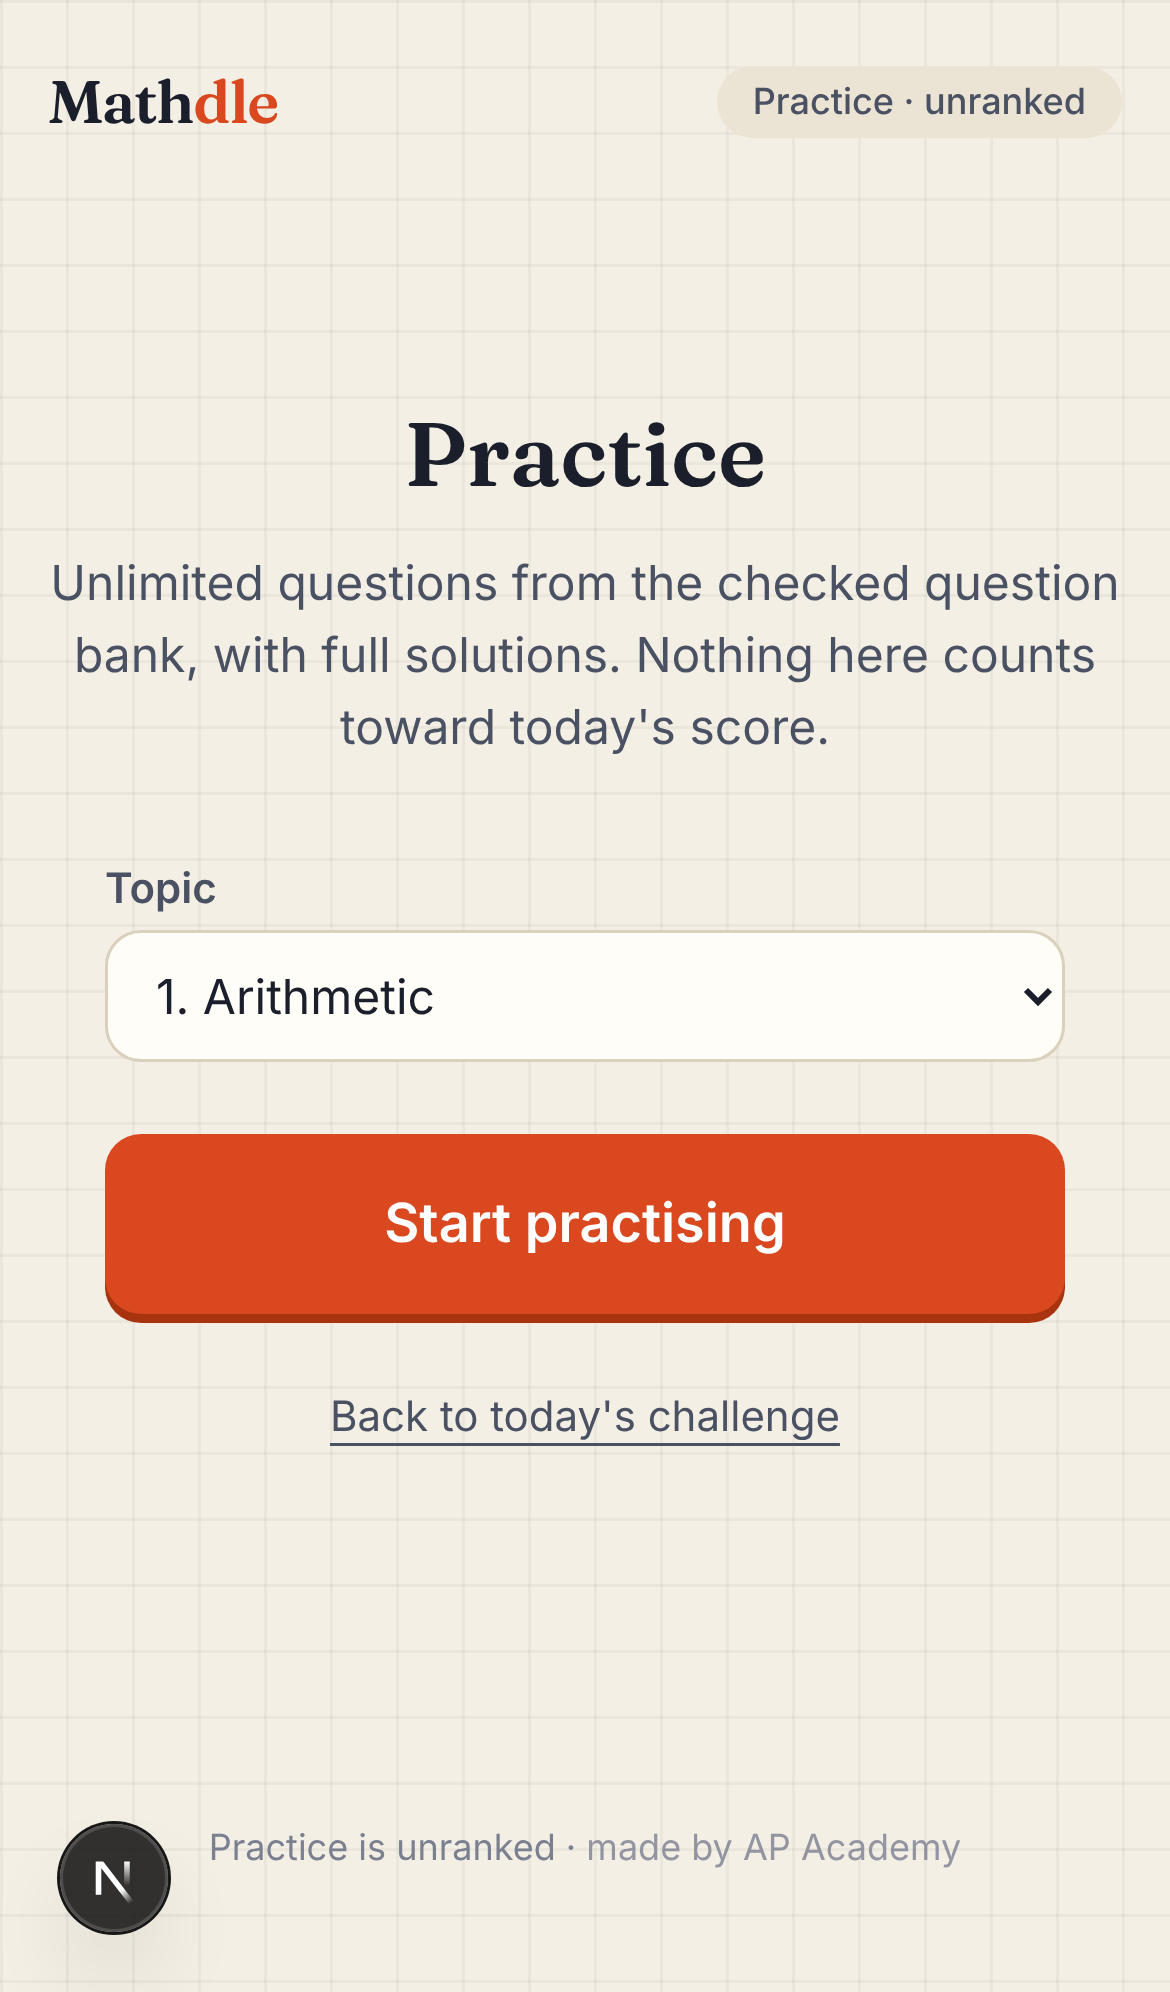 Mathdle
Practice · unranked
Practice
Unlimited questions from the checked question
bank, with full solutions. Nothing here counts
toward today's score.
Topic
1. Arithmetic
Start practising
Back to today's challenge
N
Practice is unranked · made by AP Academy